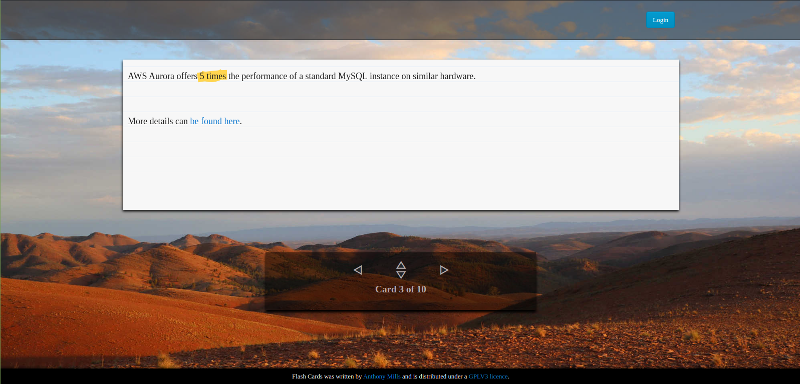 Login
AWS Aurora offers 5 times the performance of a standard MySQL instance on similar hardware.
More details can be found here.
Card 3 of 10
Flash Cards was written by Anthony Mills and is distributed under a GPLV3 licence.